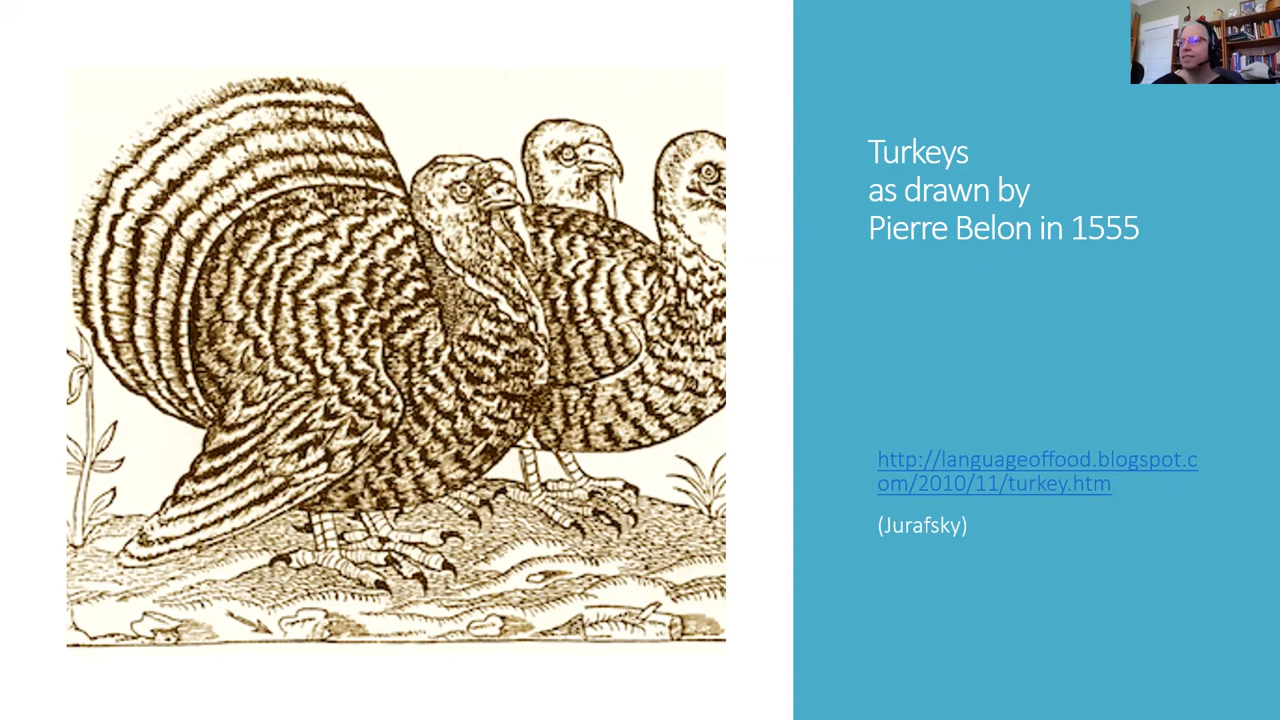 Turkeys
as drawn by
Pierre Belon in 1555
http://languageoffood.blogspot.c
om/2010/11/turkey.htm
(Jurafsky)